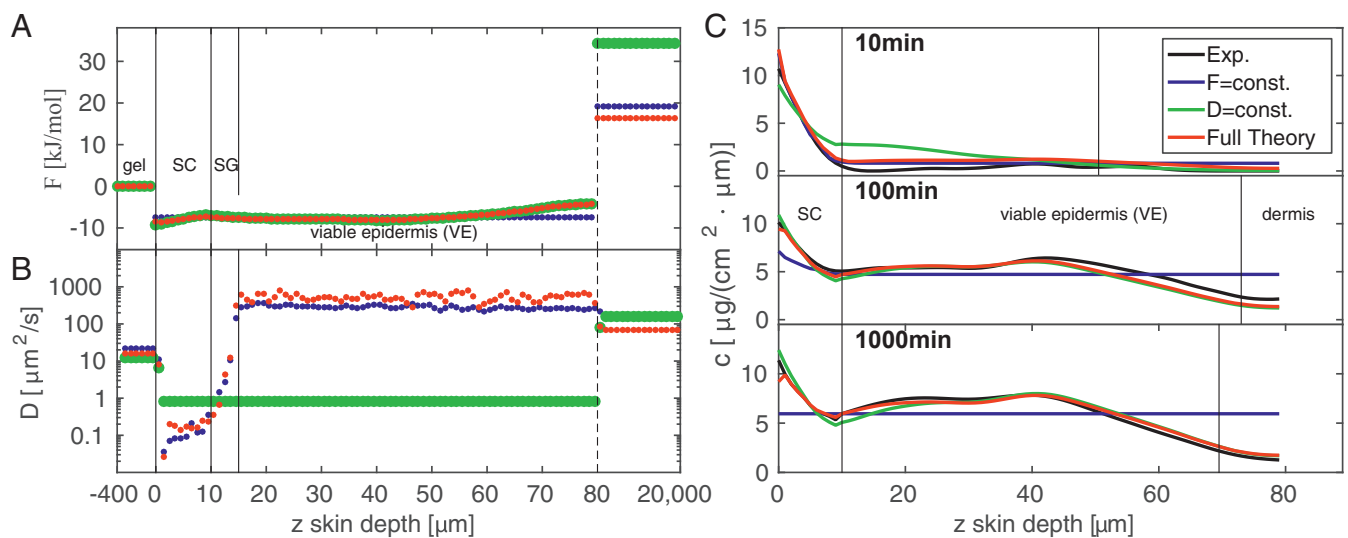 A
F [kJ/mol]
30
20
10
0
-10
gel
SC
SG
viable epidermis (VE)
B
D [ µm²/s]
1000
100
10
1
0.1
-400
0
10
20
30
40
50
60
70
80
20,000
z skin depth [µm]
C
c [ µg/(cm² · µm)]
15
10
5
0
10min
Exp.
F=const.
D=const.
Full Theory
15
10
5
0
100min
SC
viable epidermis (VE)
dermis
15
10
5
0
1000min
0
20
40
60
80
z skin depth [µm]